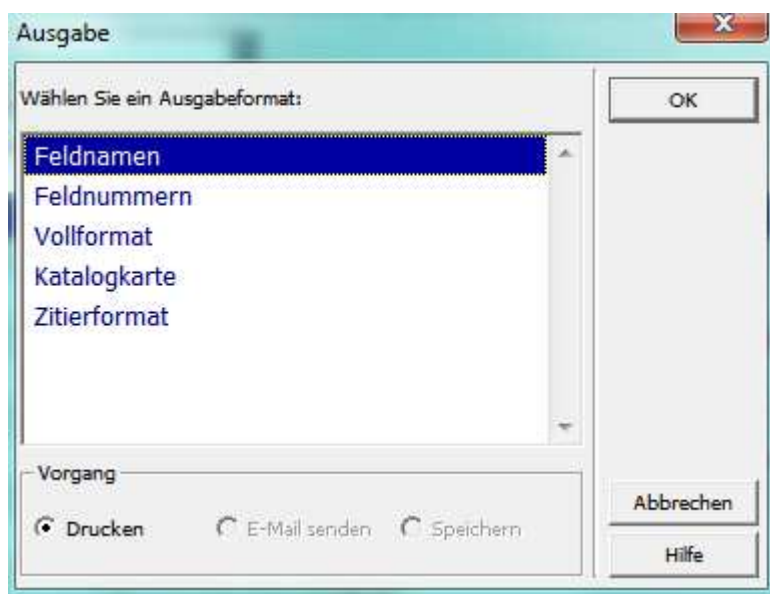 Ausgabe
Wählen Sie ein Ausgabeformat:
OK
Feldnamen
Feldnummern
Vollformat
Katalogkarte
Zitierformat
Vorgang
Drucken E-Mail senden Speichern
Abbrechen
Hilfe